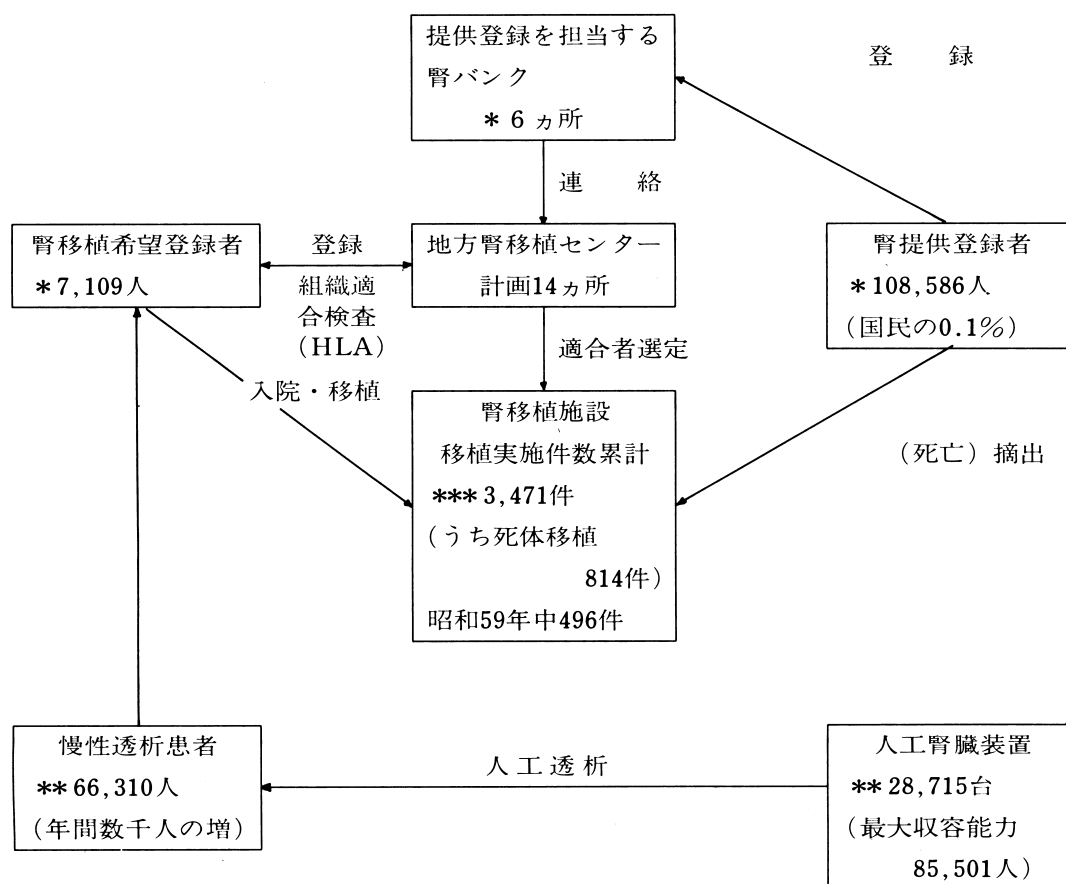 提供登録を担当する
腎バンク
* 6 ヵ所
登 録
連 絡
腎移植希望登録者
*7,109人
登録
組織適
合検査
(HLA)
地方腎移植センター
計画14ヵ所
腎提供登録者
*108,586人
(国民の0.1%)
適合者選定
入院・移植
腎移植施設
移植実施件数累計
***3,471件
(うち死体移植
814件)
昭和59年中496件
(死亡)摘出
慢性透析患者
**66,310人
(年間数千人の増)
人工透析
人工腎臓装置
**28,715台
(最大収容能力
85,501人)